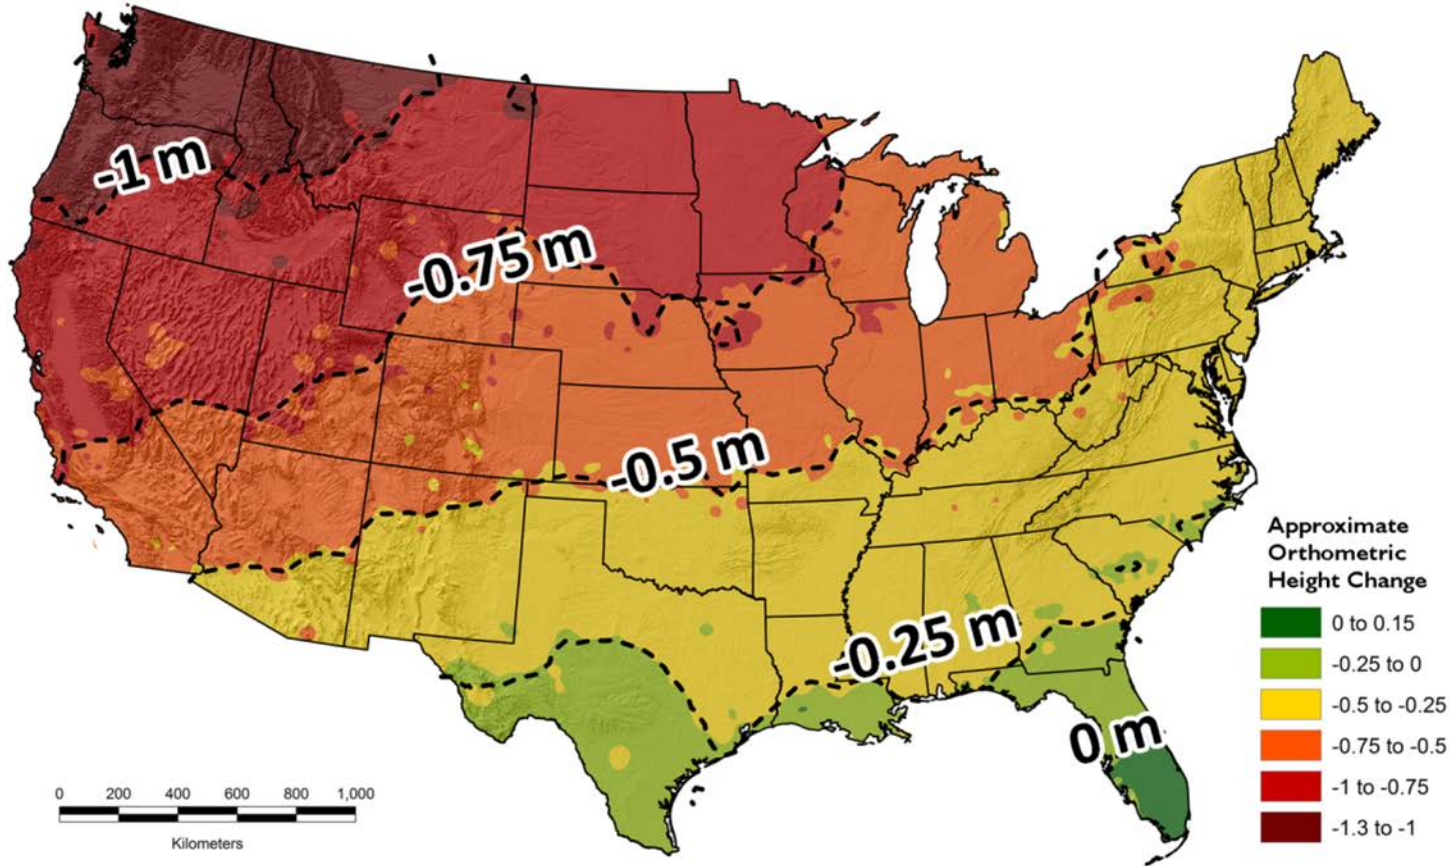 -1 m
-0.75 m
-0.5 m
-0.25 m
0 m
Approximate
Orthometric
Height Change
0 to 0.15
-0.25 to 0
-0.5 to -0.25
-0.75 to -0.5
-1 to -0.75
-1.3 to -1
0 200 400 600 800 1,000
Kilometers